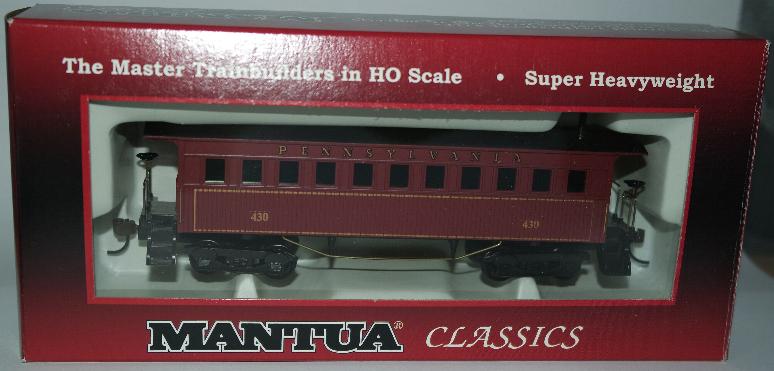 The Master Trainbuilders in HO Scale • Super Heavyweight
PENNSYLVANIA
430 430
MANTUA® CLASSICS